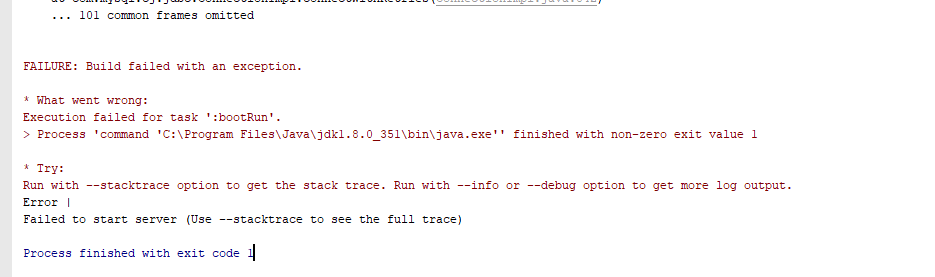 ... 101 common frames omitted
FAILURE: Build failed with an exception.
* What went wrong:
Execution failed for task ':bootRun'.
> Process 'command 'C:\Program Files\Java\jdk1.8.0_351\bin\java.exe'' finished with non-zero exit value 1
* Try:
Run with --stacktrace option to get the stack trace. Run with --info or --debug option to get more log output.
Error |
Failed to start server (Use --stacktrace to see the full trace)
Process finished with exit code 1